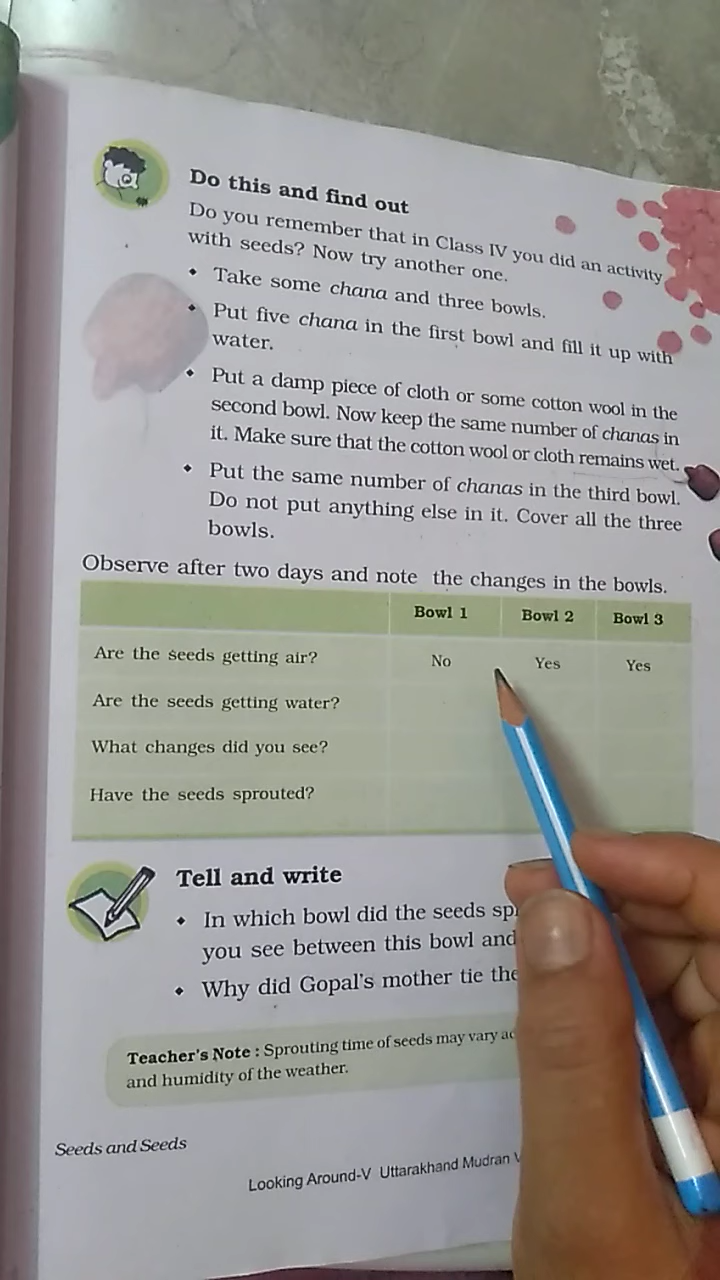 Do this and find out
Do you remember that in Class IV you did an activity
with seeds? Now try another one.
• Take some chana and three bowls.
• Put five chana in the first bowl and fill it up with
water.
• Put a damp piece of cloth or some cotton wool in the
second bowl. Now keep the same number of chanas in
it. Make sure that the cotton wool or cloth remains wet.
• Put the same number of chanas in the third bowl.
Do not put anything else in it. Cover all the three
bowls.
Observe after two days and note the changes in the bowls.
Bowl 1 Bowl 2 Bowl 3
Are the seeds getting air? No Yes Yes
Are the seeds getting water?
What changes did you see?
Have the seeds sprouted?
Tell and write
• In which bowl did the seeds
you see between this bowl and
• Why did Gopal's mother tie the
Teacher's Note : Sprouting time of seeds may vary
and humidity of the weather.
Seeds and Seeds
Looking Around-V Uttarakhand Mudran